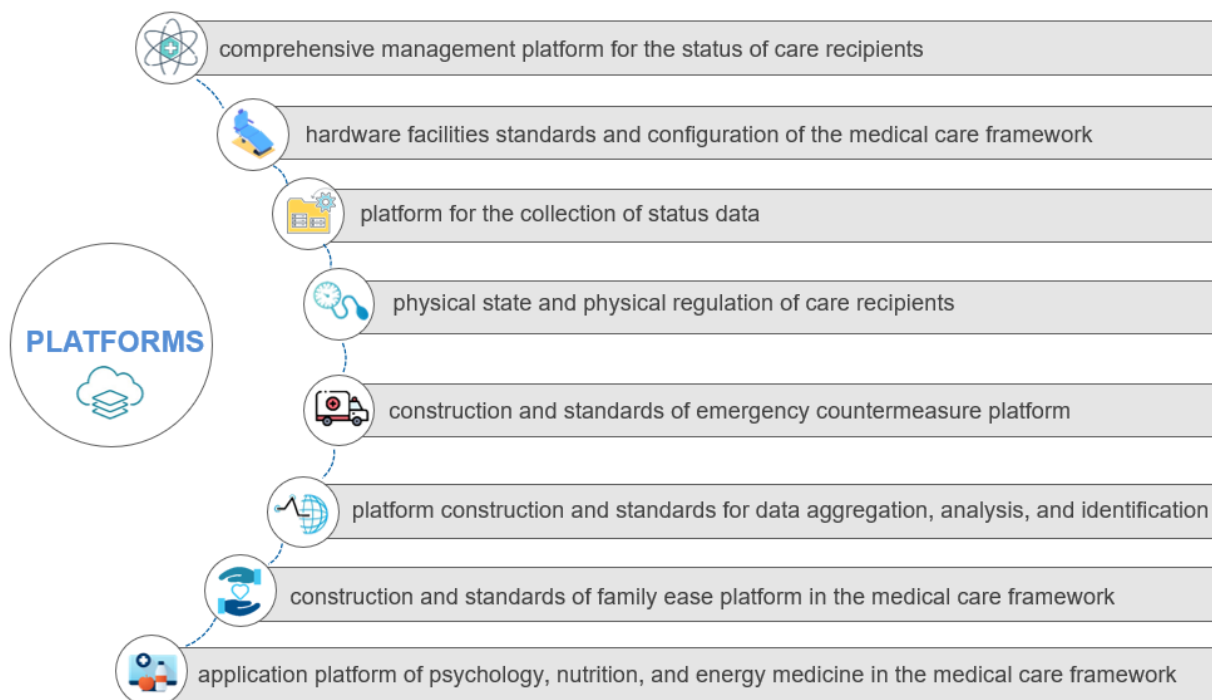 comprehensive management platform for the status of care recipients
hardware facilities standards and configuration of the medical care framework
platform for the collection of status data
physical state and physical regulation of care recipients
PLATFORMS
construction and standards of emergency countermeasure platform
platform construction and standards for data aggregation, analysis, and identification
construction and standards of family ease platform in the medical care framework
application platform of psychology, nutrition, and energy medicine in the medical care framework